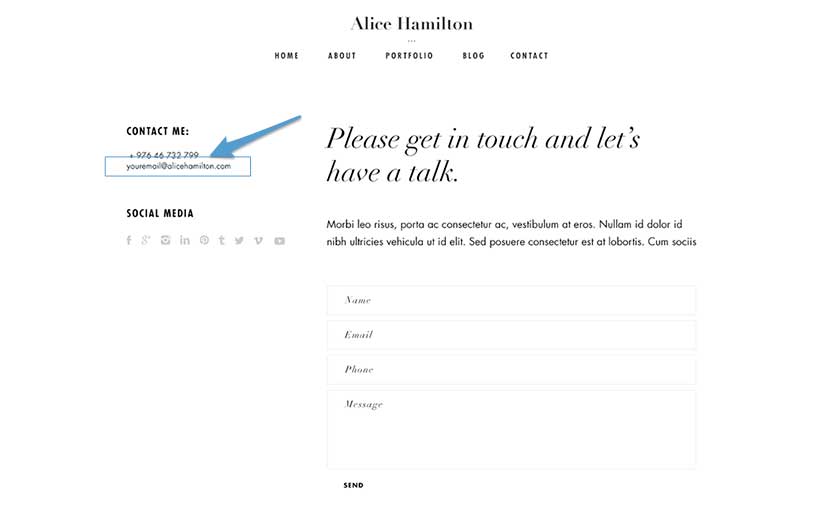 Alice Hamilton
...
HOME ABOUT PORTFOLIO BLOG CONTACT
CONTACT ME:
+ 976 46 732 799
youremail@alicehamilton.com
SOCIAL MEDIA
Please get in touch and let’s
have a talk.
Morbi leo risus, porta ac consectetur ac, vestibulum at eros. Nullam id dolor id
nibh ultricies vehicula ut id elit. Sed posuere consectetur est at lobortis. Cum sociis
Name
Email
Phone
Message
SEND